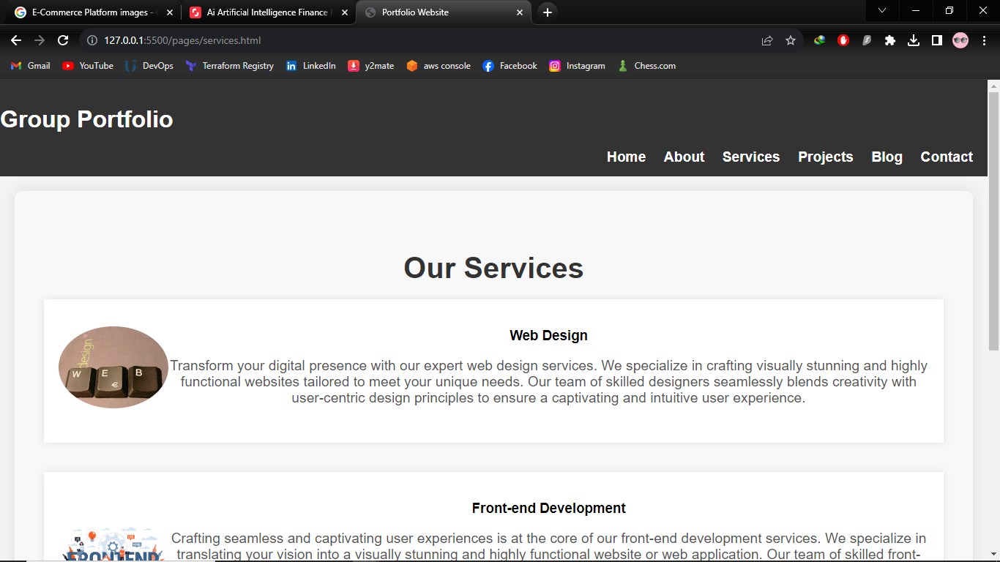 E-Commerce Platform images -
Ai Artificial Intelligence Finance
Portfolio Website
127.0.0.1:5500/pages/services.html
Gmail
YouTube
DevOps
Terraform Registry
LinkedIn
y2mate
aws console
Facebook
Instagram
Chess.com
Group Portfolio
Home About Services Projects Blog Contact
Our Services
design
W E B
€
Web Design
Transform your digital presence with our expert web design services. We specialize in crafting visually stunning and highly
functional websites tailored to meet your unique needs. Our team of skilled designers seamlessly blends creativity with
user-centric design principles to ensure a captivating and intuitive user experience.
Front-end Development
FRONTEND
Crafting seamless and captivating user experiences is at the core of our front-end development services. We specialize in
translating your vision into a visually stunning and highly functional website or web application. Our team of skilled front-